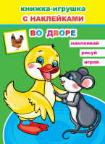 книжка-игрушка
С НАКЛЕЙКАМИ
ВО ДВОРЕ
наклеивай
рисуй
играй